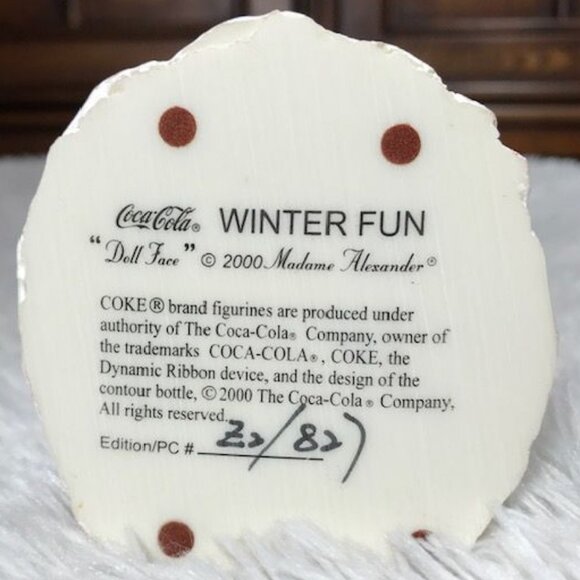 Coca-Cola® WINTER FUN
“Doll Face” © 2000 Madame Alexander®
COKE® brand figurines are produced under
authority of The Coca-Cola® Company, owner of
the trademarks COCA-COLA®, COKE, the
Dynamic Ribbon device, and the design of the
contour bottle, © 2000 The Coca-Cola® Company,
All rights reserved.
Edition/PC #